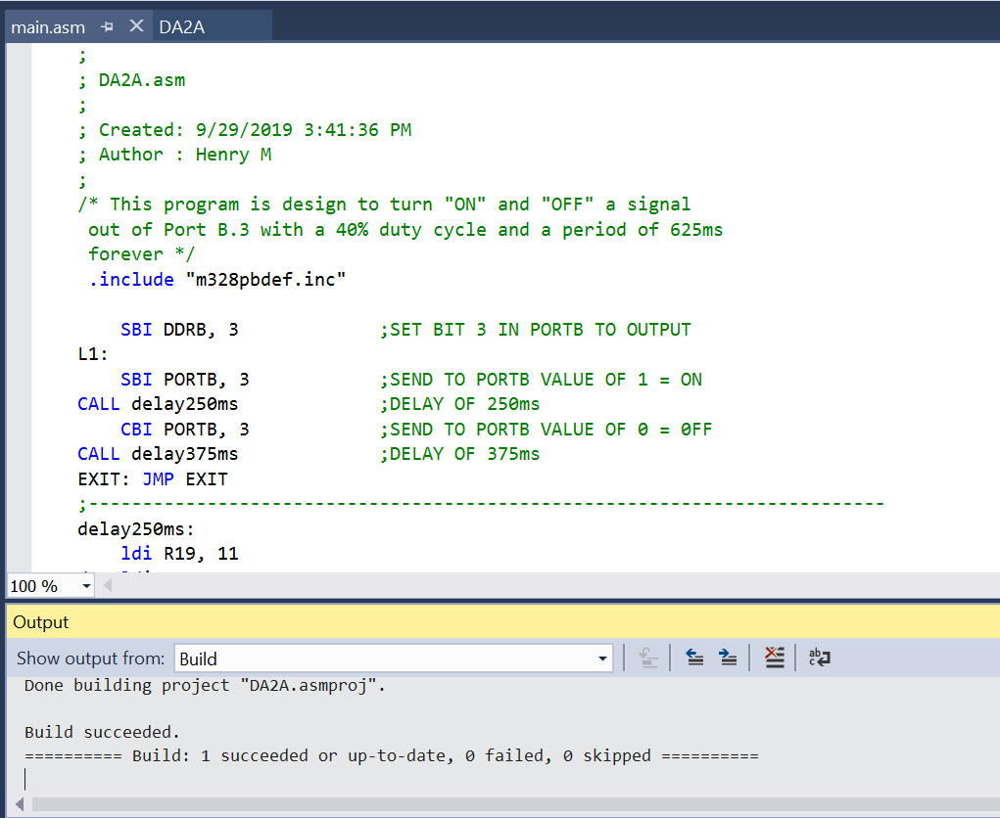 main.asm DA2A
;
; DA2A.asm
;
; Created: 9/29/2019 3:41:36 PM
; Author : Henry M
;
/* This program is design to turn "ON" and "OFF" a signal
out of Port B.3 with a 40% duty cycle and a period of 625ms
forever */
.include "m328pbdef.inc"
SBI DDRB, 3 ;SET BIT 3 IN PORTB TO OUTPUT
L1:
SBI PORTB, 3 ;SEND TO PORTB VALUE OF 1 = ON
CALL delay250ms ;DELAY OF 250ms
CBI PORTB, 3 ;SEND TO PORTB VALUE OF 0 = 0FF
CALL delay375ms ;DELAY OF 375ms
EXIT: JMP EXIT
;--------------------------------------------------------------------------
delay250ms:
ldi R19, 11
100 %
Output
Show output from: Build
Done building project "DA2A.asmproj".
Build succeeded.
========== Build: 1 succeeded or up-to-date, 0 failed, 0 skipped ==========